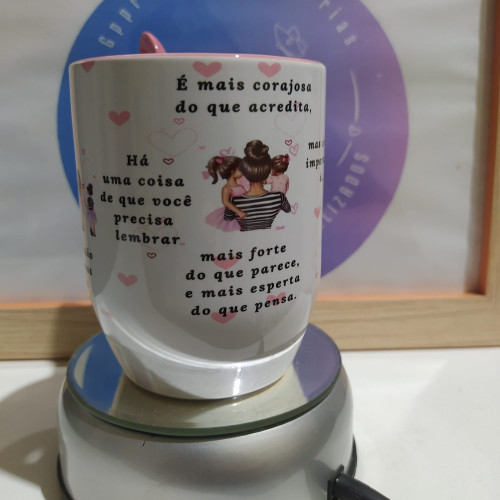 Há
uma coisa
de que você
precisa
lembrar
É mais corajosa
do que acredita,
mais forte
do que parece,
e mais esperta
do que pensa.